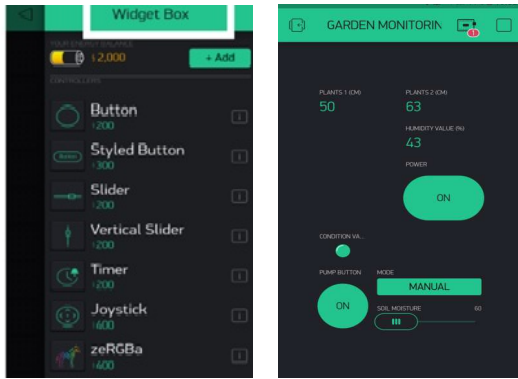 Widget Box
YOUR ENERGY BALANCE
2,000
+ Add
CONTROLLERS
Button
200
Styled Button
300
Slider
200
Vertical Slider
200
Timer
200
Joystick
400
zeRGBa
400
GARDEN MONITORIN
1
PLANTS 1 (CM)
PLANTS 2 (CM)
50
63
HUMIDITY VALUE (%)
43
POWER
ON
CONDITION VA...
PUMP BUTTON
MODE
MANUAL
ON
SOIL MOISTURE
60